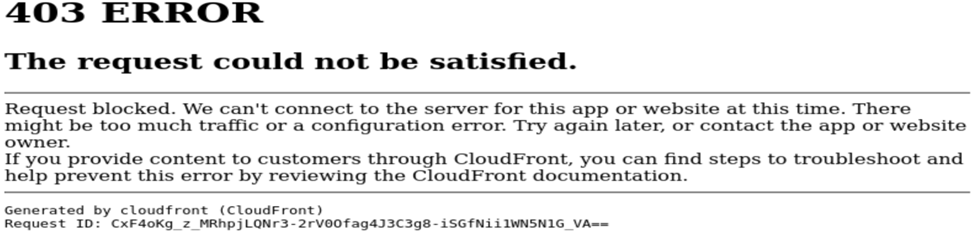 403 ERROR
The request could not be satisfied.
Request blocked. We can't connect to the server for this app or website at this time. There
might be too much traffic or a configuration error. Try again later, or contact the app or website
owner.
If you provide content to customers through CloudFront, you can find steps to troubleshoot and
help prevent this error by reviewing the CloudFront documentation.
Generated by cloudfront (CloudFront)
Request ID: CxF4oKg_z_MRhpjLQNr3-2rV0Ofag4J3C3g8-iSGfNii1WN5N1G_VA==